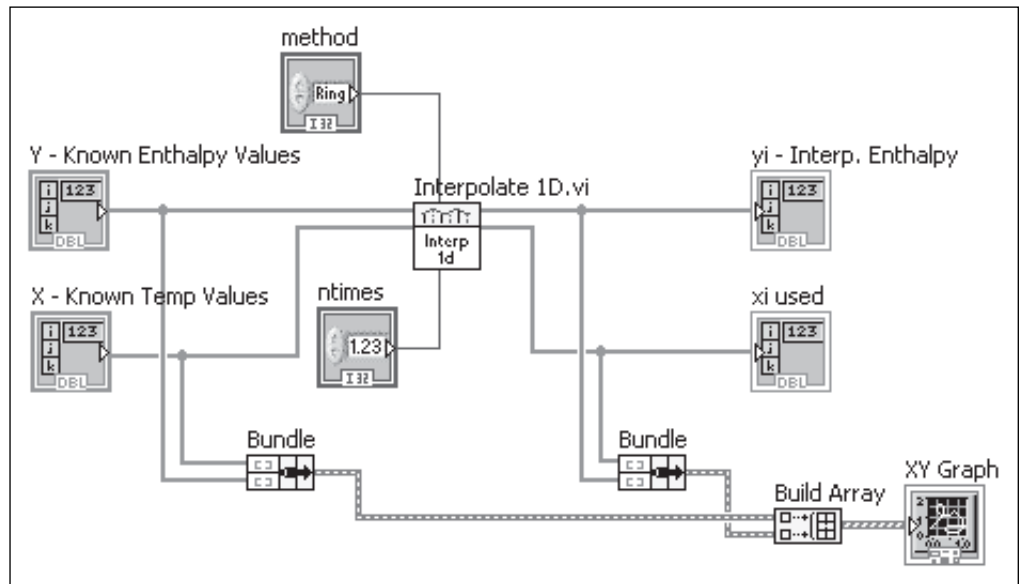 method
Ring
I32
Y - Known Enthalpy Values
i 123
j
k
DBL
Interpolate 1D.vi
Interp
1d
yi - Interp. Enthalpy
i 123
j
k
DBL
X - Known Temp Values
i 123
j
k
DBL
ntimes
1.23
I32
xi used
i 123
j
k
DBL
Bundle
Bundle
Build Array
XY Graph